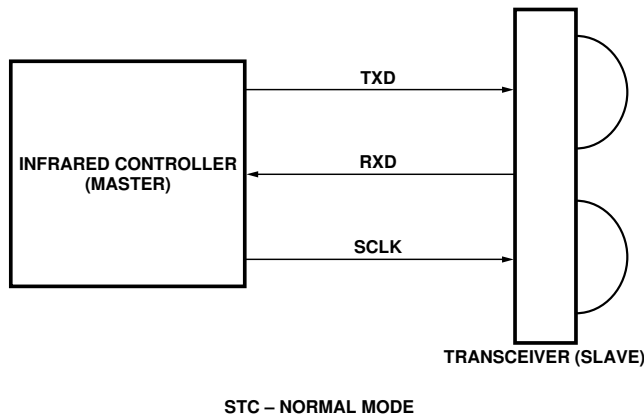 TXD
INFRARED CONTROLLER
(MASTER)
RXD
SCLK
TRANSCEIVER (SLAVE)
STC – NORMAL MODE